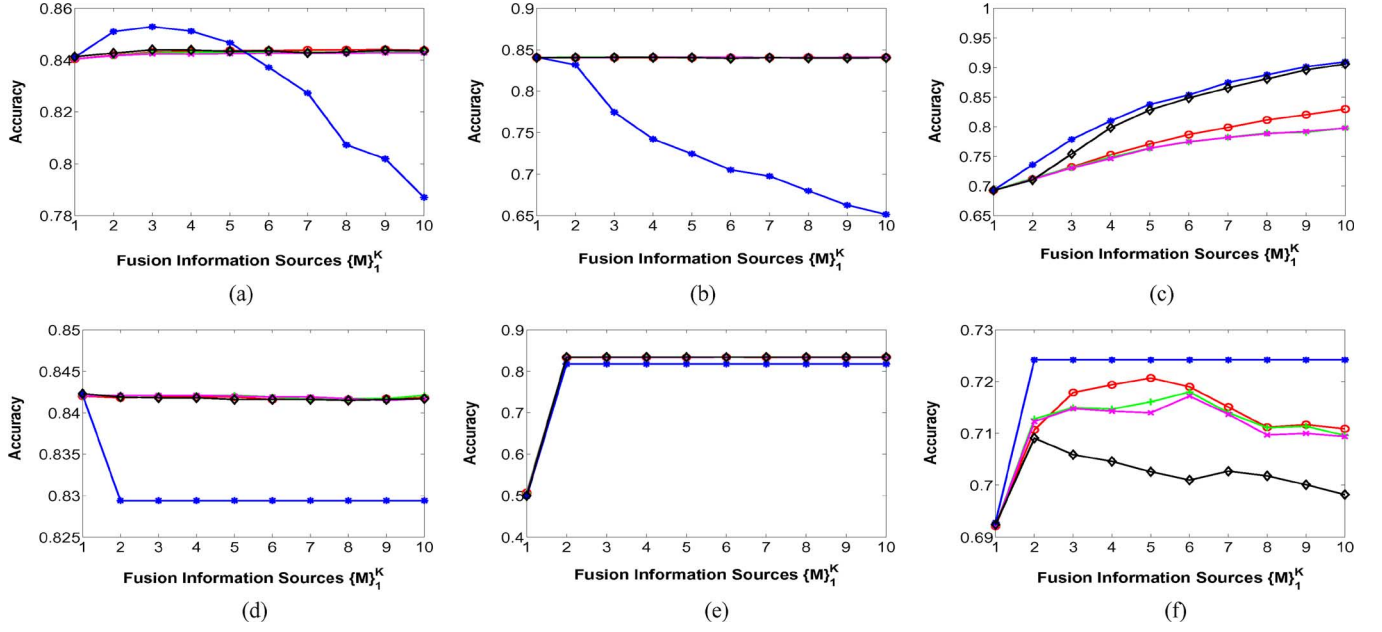 0.86
0.84
0.82
0.8
0.78
Accuracy
1 2 3 4 5 6 7 8 9 10
Fusion Information Sources {M}₁ᴷ
(a)
0.9
0.85
0.75
0.65
Accuracy
1 2 3 4 5 6 7 8 9 10
Fusion Information Sources {M}₁ᴷ
(b)
1
0.9
0.85
0.8
0.75
0.7
0.65
Accuracy
1 2 3 4 5 6 7 8 9 10
Fusion Information Sources {M}₁ᴷ
(c)
0.85
0.845
0.84
0.835
0.83
0.825
Accuracy
1 2 3 4 5 6 7 8 9 10
Fusion Information Sources {M}₁ᴷ
(d)
0.9
0.8
0.7
0.6
0.5
0.4
Accuracy
1 2 3 4 5 6 7 8 9 10
Fusion Information Sources {M}₁ᴷ
(e)
0.73
0.72
0.71
0.7
0.69
Accuracy
1 2 3 4 5 6 7 8 9 10
Fusion Information Sources {M}₁ᴷ
(f)